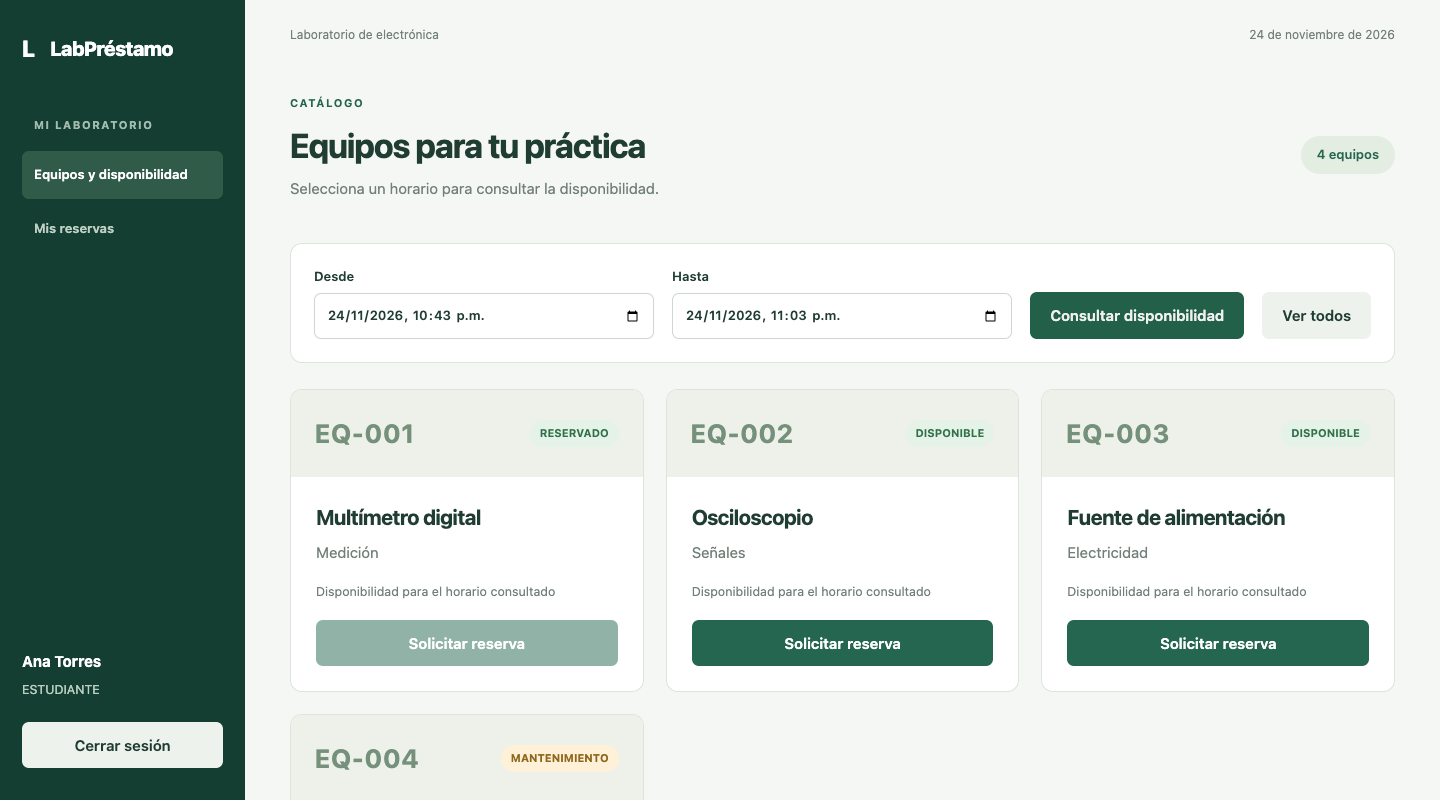 L LabPréstamo
MI LABORATORIO
Equipos y disponibilidad
Mis reservas
Ana Torres
ESTUDIANTE
Cerrar sesión
Laboratorio de electrónica
24 de noviembre de 2026
CATÁLOGO
Equipos para tu práctica
Selecciona un horario para consultar la disponibilidad.
4 equipos
Desde
24/11/2026, 10:43 p.m.
Hasta
24/11/2026, 11:03 p.m.
Consultar disponibilidad
Ver todos
EQ-001
RESERVADO
Multímetro digital
Medición
Disponibilidad para el horario consultado
Solicitar reserva
EQ-002
DISPONIBLE
Osciloscopio
Señales
Disponibilidad para el horario consultado
Solicitar reserva
EQ-003
DISPONIBLE
Fuente de alimentación
Electricidad
Disponibilidad para el horario consultado
Solicitar reserva
EQ-004
MANTENIMIENTO